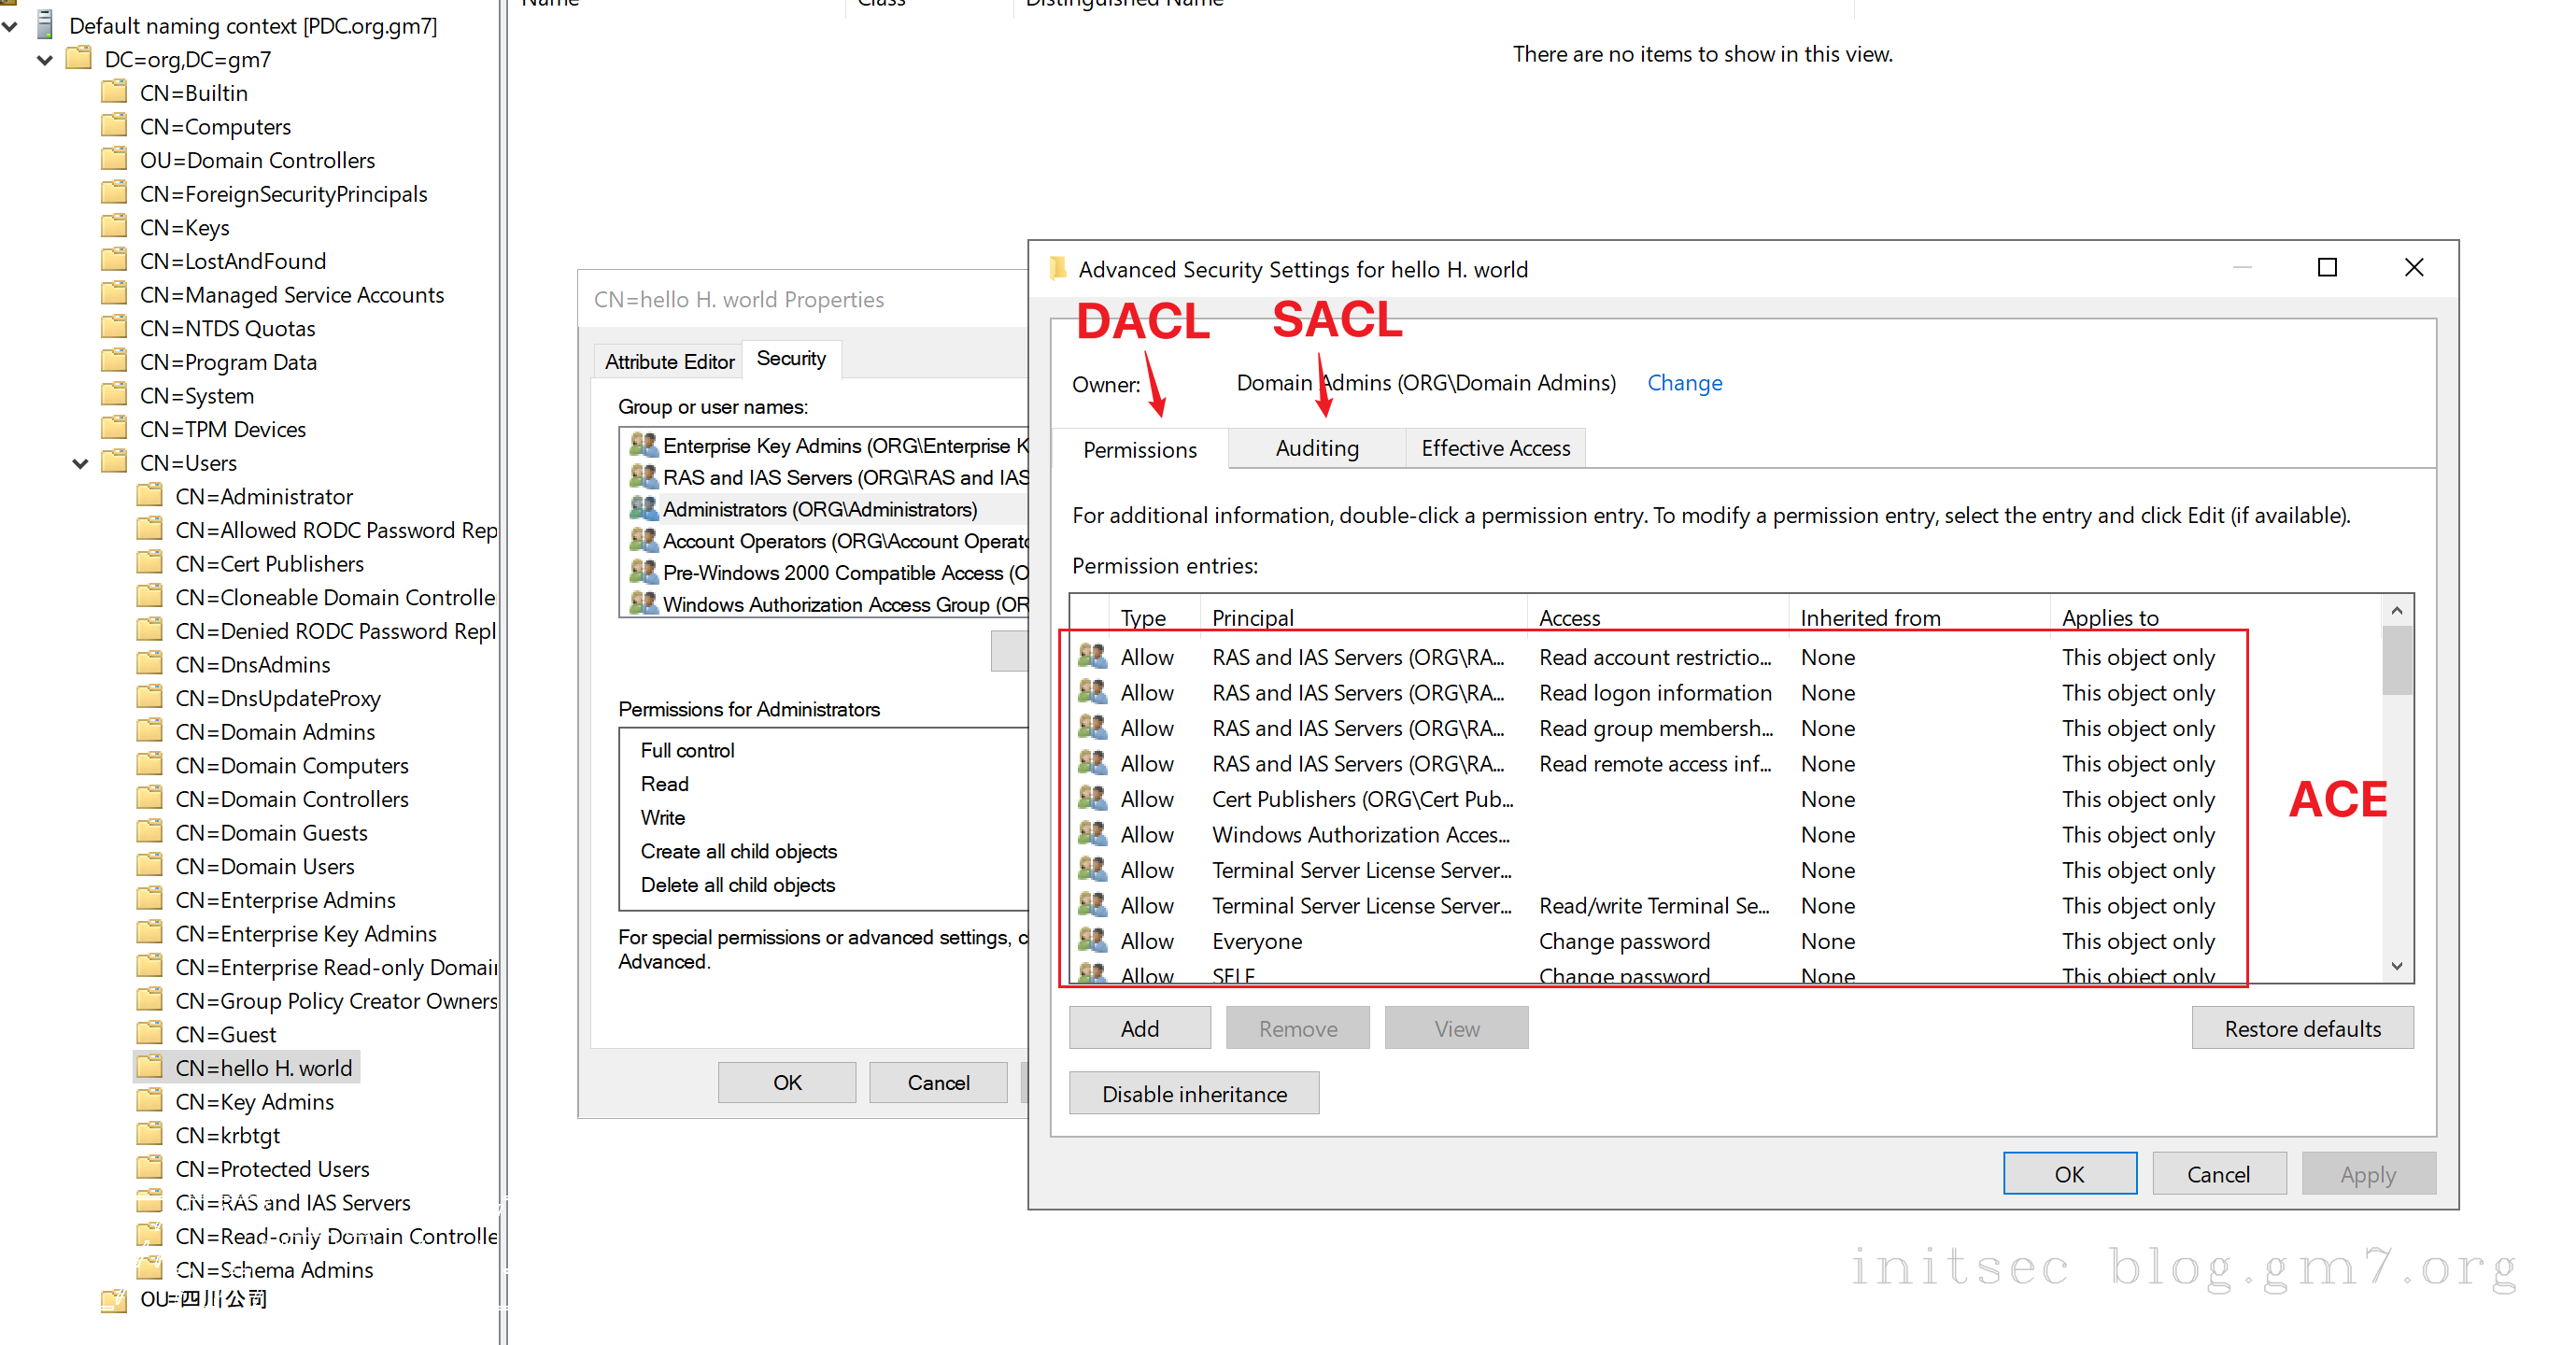 Name Class Distinguished Name
There are no items to show in this view.
Default naming context [PDC.org.gm7]
DC=org,DC=gm7
CN=Builtin
CN=Computers
OU=Domain Controllers
CN=ForeignSecurityPrincipals
CN=Keys
CN=LostAndFound
CN=Managed Service Accounts
CN=NTDS Quotas
CN=Program Data
CN=System
CN=TPM Devices
CN=Users
CN=Administrator
CN=Allowed RODC Password Rep
CN=Cert Publishers
CN=Cloneable Domain Controlle
CN=Denied RODC Password Repl
CN=DnsAdmins
CN=DnsUpdateProxy
CN=Domain Admins
CN=Domain Computers
CN=Domain Controllers
CN=Domain Guests
CN=Domain Users
CN=Enterprise Admins
CN=Enterprise Key Admins
CN=Enterprise Read-only Domain
CN=Group Policy Creator Owners
CN=Guest
CN=hello H. world
CN=Key Admins
CN=krbtgt
CN=Protected Users
CN=RAS and IAS Servers
CN=Read-only Domain Controlle
CN=Schema Admins
OU=四川公司
CN=hello H. world Properties
Attribute Editor Security
Group or user names:
Enterprise Key Admins (ORG\Enterprise K
RAS and IAS Servers (ORG\RAS and IAS
Administrators (ORG\Administrators)
Account Operators (ORG\Account Operato
Pre-Windows 2000 Compatible Access (O
Windows Authorization Access Group (OR
Permissions for Administrators
Full control
Read
Write
Create all child objects
Delete all child objects
For special permissions or advanced settings, c
Advanced.
OK Cancel
Advanced Security Settings for hello H. world
DACL SACL
Owner: Domain Admins (ORG\Domain Admins) Change
Permissions Auditing Effective Access
For additional information, double-click a permission entry. To modify a permission entry, select the entry and click Edit (if available).
Permission entries:
Type Principal Access Inherited from Applies to
Allow RAS and IAS Servers (ORG\RA... Read account restrictio... None This object only
Allow RAS and IAS Servers (ORG\RA... Read logon information None This object only
Allow RAS and IAS Servers (ORG\RA... Read group membersh... None This object only
Allow RAS and IAS Servers (ORG\RA... Read remote access inf... None This object only
Allow Cert Publishers (ORG\Cert Pub... None This object only
ACE
Allow Windows Authorization Acces... None This object only
Allow Terminal Server License Server... None This object only
Allow Terminal Server License Server... Read/write Terminal Se... None This object only
Allow Everyone Change password None This object only
Allow SELF Change password None This object only
Add Remove View Restore defaults
Disable inheritance
OK Cancel Apply
initsec blog.gm7.org